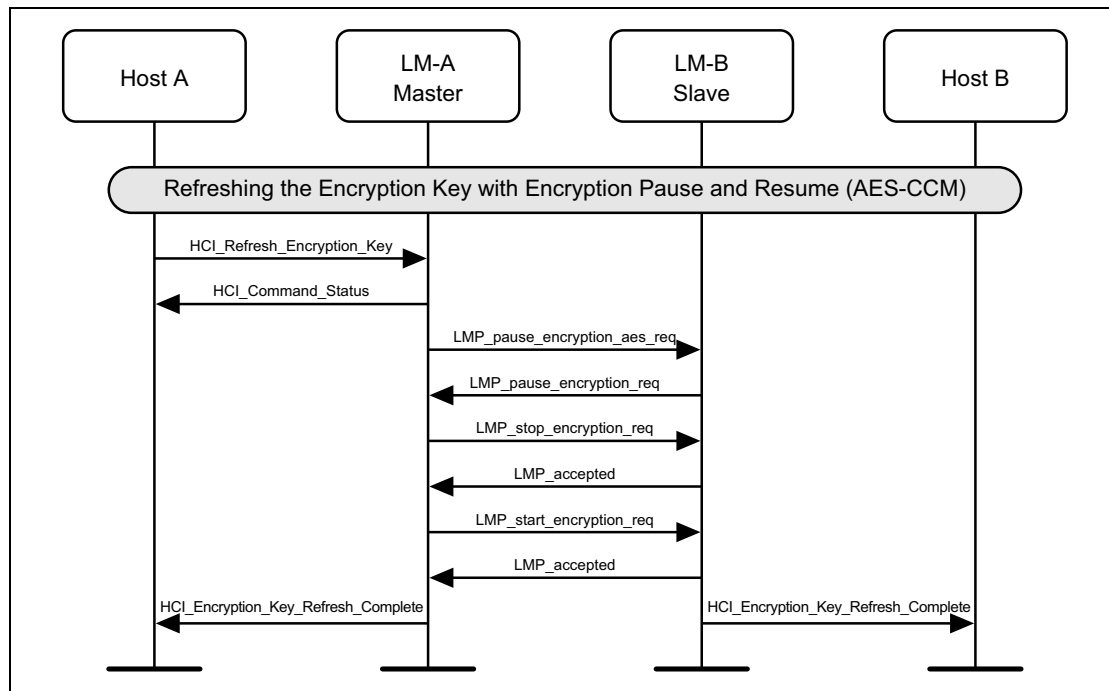 Host A
LM-A
Master
LM-B
Slave
Host B
Refreshing the Encryption Key with Encryption Pause and Resume (AES-CCM)
HCI_Refresh_Encryption_Key
HCI_Command_Status
LMP_pause_encryption_aes_req
LMP_pause_encryption_req
LMP_stop_encryption_req
LMP_accepted
LMP_start_encryption_req
LMP_accepted
HCI_Encryption_Key_Refresh_Complete
HCI_Encryption_Key_Refresh_Complete